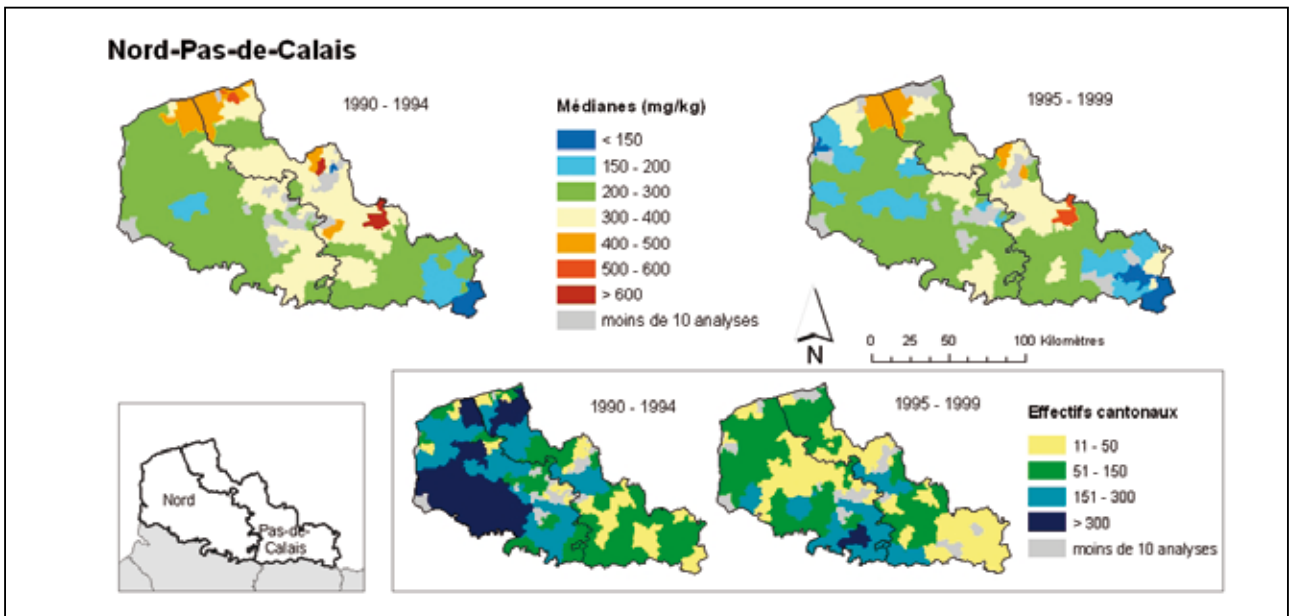 Nord-Pas-de-Calais
1990 - 1994
Médianes (mg/kg)
< 150
150 - 200
200 - 300
300 - 400
400 - 500
500 - 600
> 600
moins de 10 analyses
1995 - 1999
N
0 25 50 100 Kilomètres
Nord
Pas-de-
Calais
1990 - 1994
1995 - 1999
Effectifs cantonaux
11 - 50
51 - 150
151 - 300
> 300
moins de 10 analyses